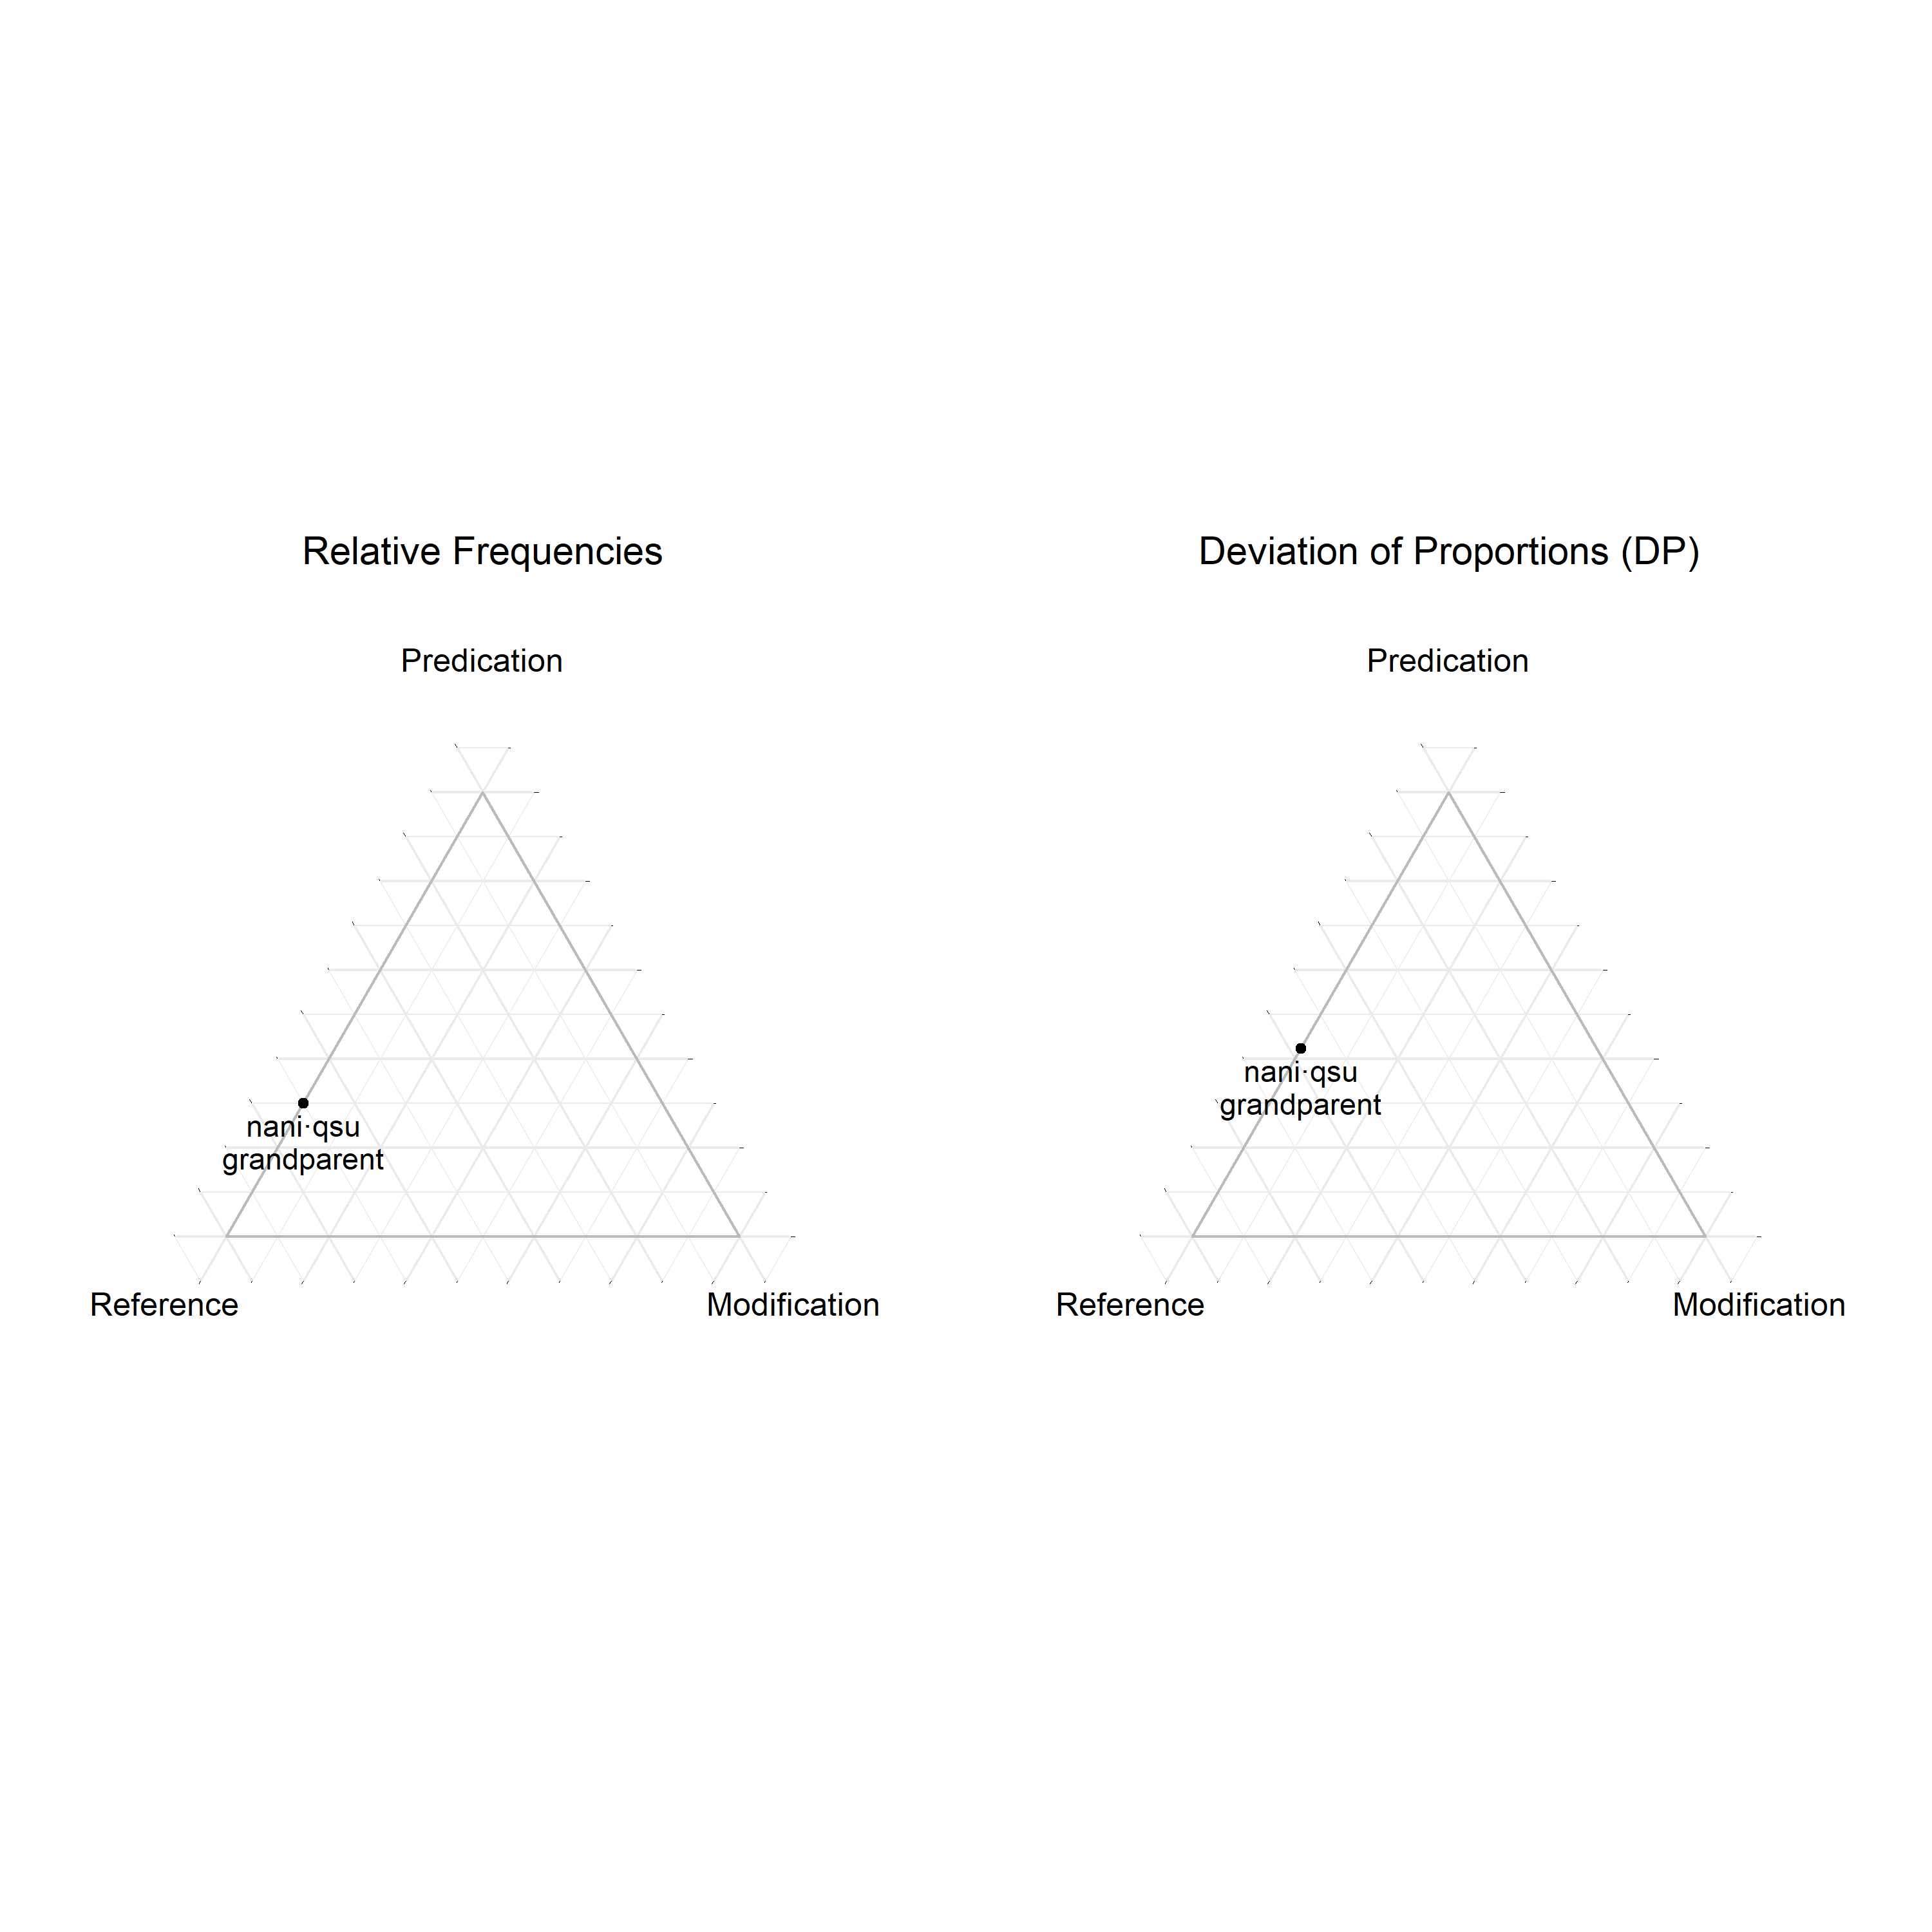 Relative Frequencies
Predication
nani·qsu
grandparent
Reference
Modification
Deviation of Proportions (DP)
Predication
nani·qsu
grandparent
Reference
Modification